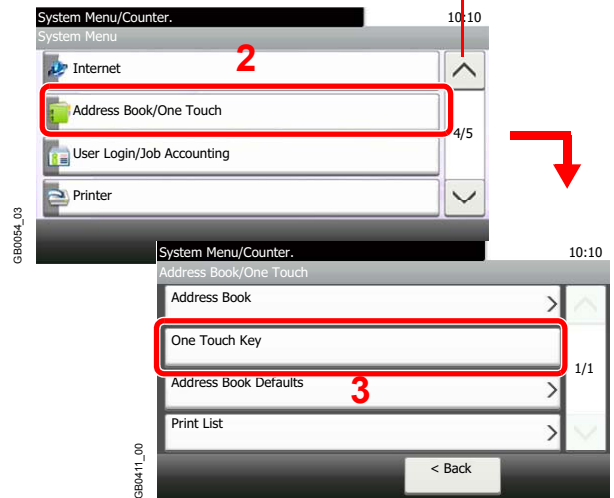 System Menu/Counter. 10:10
System Menu
2
Internet
Address Book/One Touch
4/5
User Login/Job Accounting
Printer
GB0054_03
System Menu/Counter. 10:10
Address Book/One Touch
Address Book
One Touch Key
1/1
Address Book Defaults
3
Print List
< Back
GB0411_00